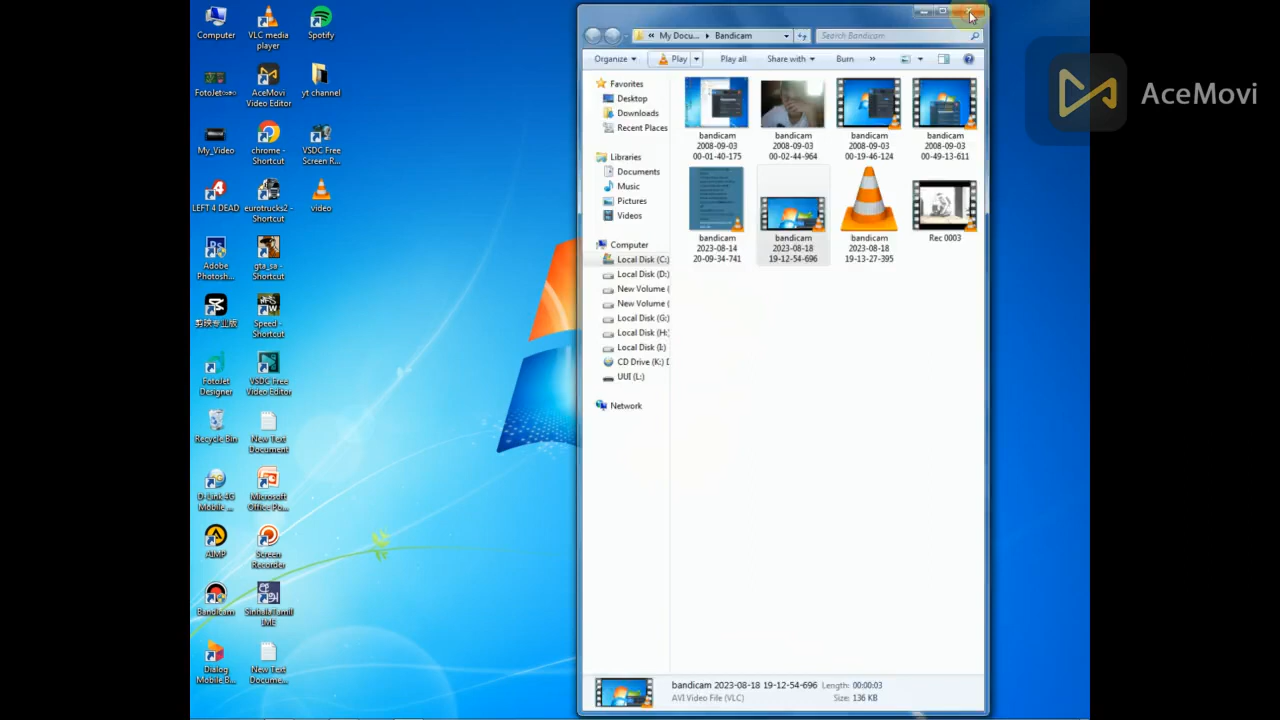 Computer
VLC media
player
Spotify
FotoJet
AceMovi
Video Editor
yt channel
My_Video
chrome -
Shortcut
VSDC Free
Screen R...
LEFT 4 DEAD
eurotrucks2 -
Shortcut
video
Adobe
Photosh...
gta_sa -
Shortcut
剪映专业版
Speed -
Shortcut
FotoJet
Designer
VSDC Free
Video Editor
Recycle Bin
New Text
Document
D-Link 4G
Mobile ...
Microsoft
Office Po...
AIMP
Screen
Recorder
Bandicam
Sinhala/Tamil
IME
Dialog
Mobile B...
New Text
Docume...
« My Docu... ▸ Bandicam
Search Bandicam
Organize
Play
Play all
Share with
Burn
»
Favorites
Desktop
Downloads
Recent Places
Libraries
Documents
Music
Pictures
Videos
Computer
Local Disk (C:)
Local Disk (D:)
New Volume (
New Volume (
Local Disk (G:)
Local Disk (H:)
Local Disk (I:)
CD Drive (K:) D
UUI (L:)
Network
bandicam
2008-09-03
00-01-40-175
bandicam
2008-09-03
00-02-44-964
bandicam
2008-09-03
00-19-46-124
bandicam
2008-09-03
00-49-13-611
bandicam
2023-08-14
20-09-34-741
bandicam
2023-08-18
19-12-54-696
bandicam
2023-08-18
19-13-27-395
Rec 0003
bandicam 2023-08-18 19-12-54-696 Length: 00:00:03
AVI Video File (VLC) Size: 136 KB
AceMovi